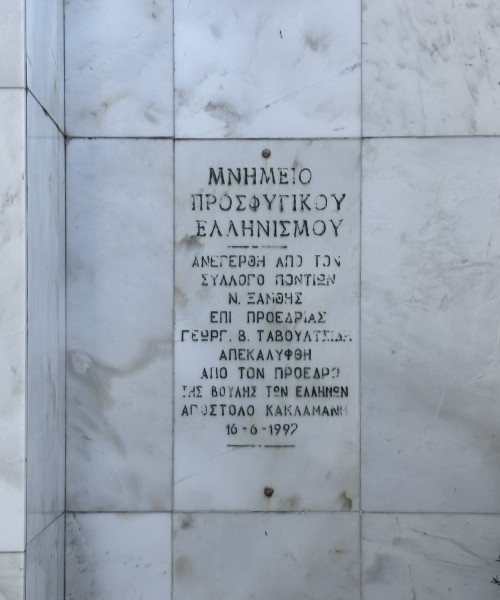 ΜΝΗΜΕΙΟ
ΠΡΟΣΦΥΓΙΚΟΥ
ΕΛΛΗΝΙΣΜΟΥ
ΑΝΕΓΕΡΘΗ ΑΠΟ ΤΟΝ
ΣΥΛΛΟΓΟ ΠΟΝΤΙΩΝ
Ν. ΞΑΝΘΗΣ
ΕΠΙ ΠΡΟΕΔΡΙΑΣ
ΓΕΩΡΓ. Β. ΤΑΒΟΥΛΤΣΙΔΗ
ΑΠΕΚΑΛΥΦΘΗ
ΑΠΟ ΤΟΝ ΠΡΟΕΔΡΟ
ΤΗΣ ΒΟΥΛΗΣ ΤΩΝ ΕΛΛΗΝΩΝ
ΑΠΟΣΤΟΛΟ ΚΑΚΛΑΜΑΝΗ
16-6-1992